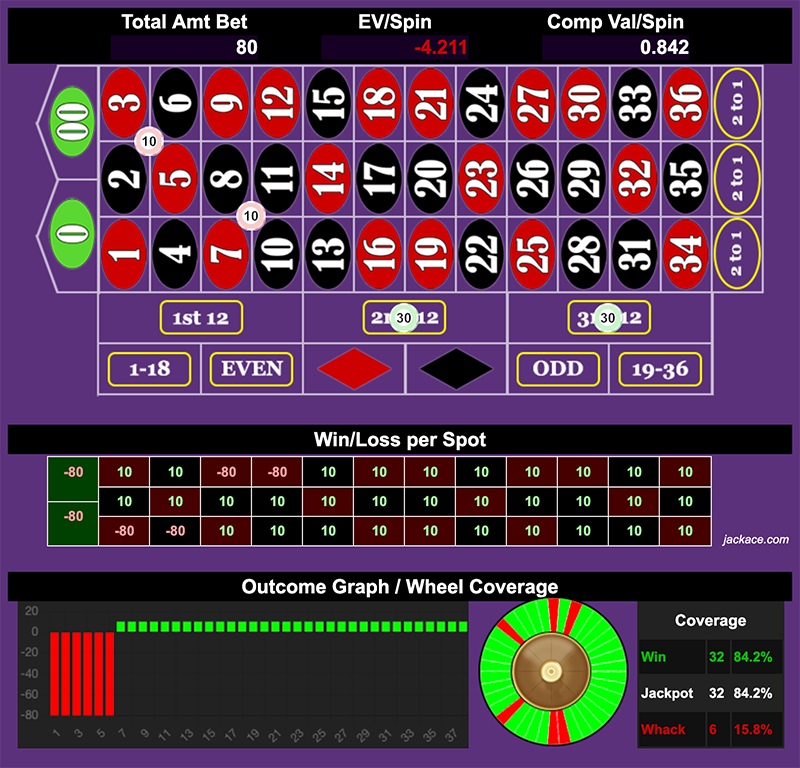 Total Amt Bet EV/Spin Comp Val/Spin
80 -4.211 0.842
00 3 6 9 12 15 18 21 24 27 30 33 36 2 to 1
10
2 5 8 11 14 17 20 23 26 29 32 35 2 to 1
10
0 1 4 7 10 13 16 19 22 25 28 31 34 2 to 1
1st 12 2 30 12 3 30 12
1-18 EVEN ODD 19-36
Win/Loss per Spot
-80 10 10 -80 -80 10 10 10 10 10 10 10 10
10 10 10 10 10 10 10 10 10 10 10 10
-80 -80 -80 10 10 10 10 10 10 10 10 10 10
jackace.com
Outcome Graph / Wheel Coverage
20
0
-20
-40
-60
-80
1 3 5 7 9 11 13 15 17 19 21 23 25 27 29 31 33 35 37
Coverage
Win 32 84.2%
Jackpot 32 84.2%
Whack 6 15.8%